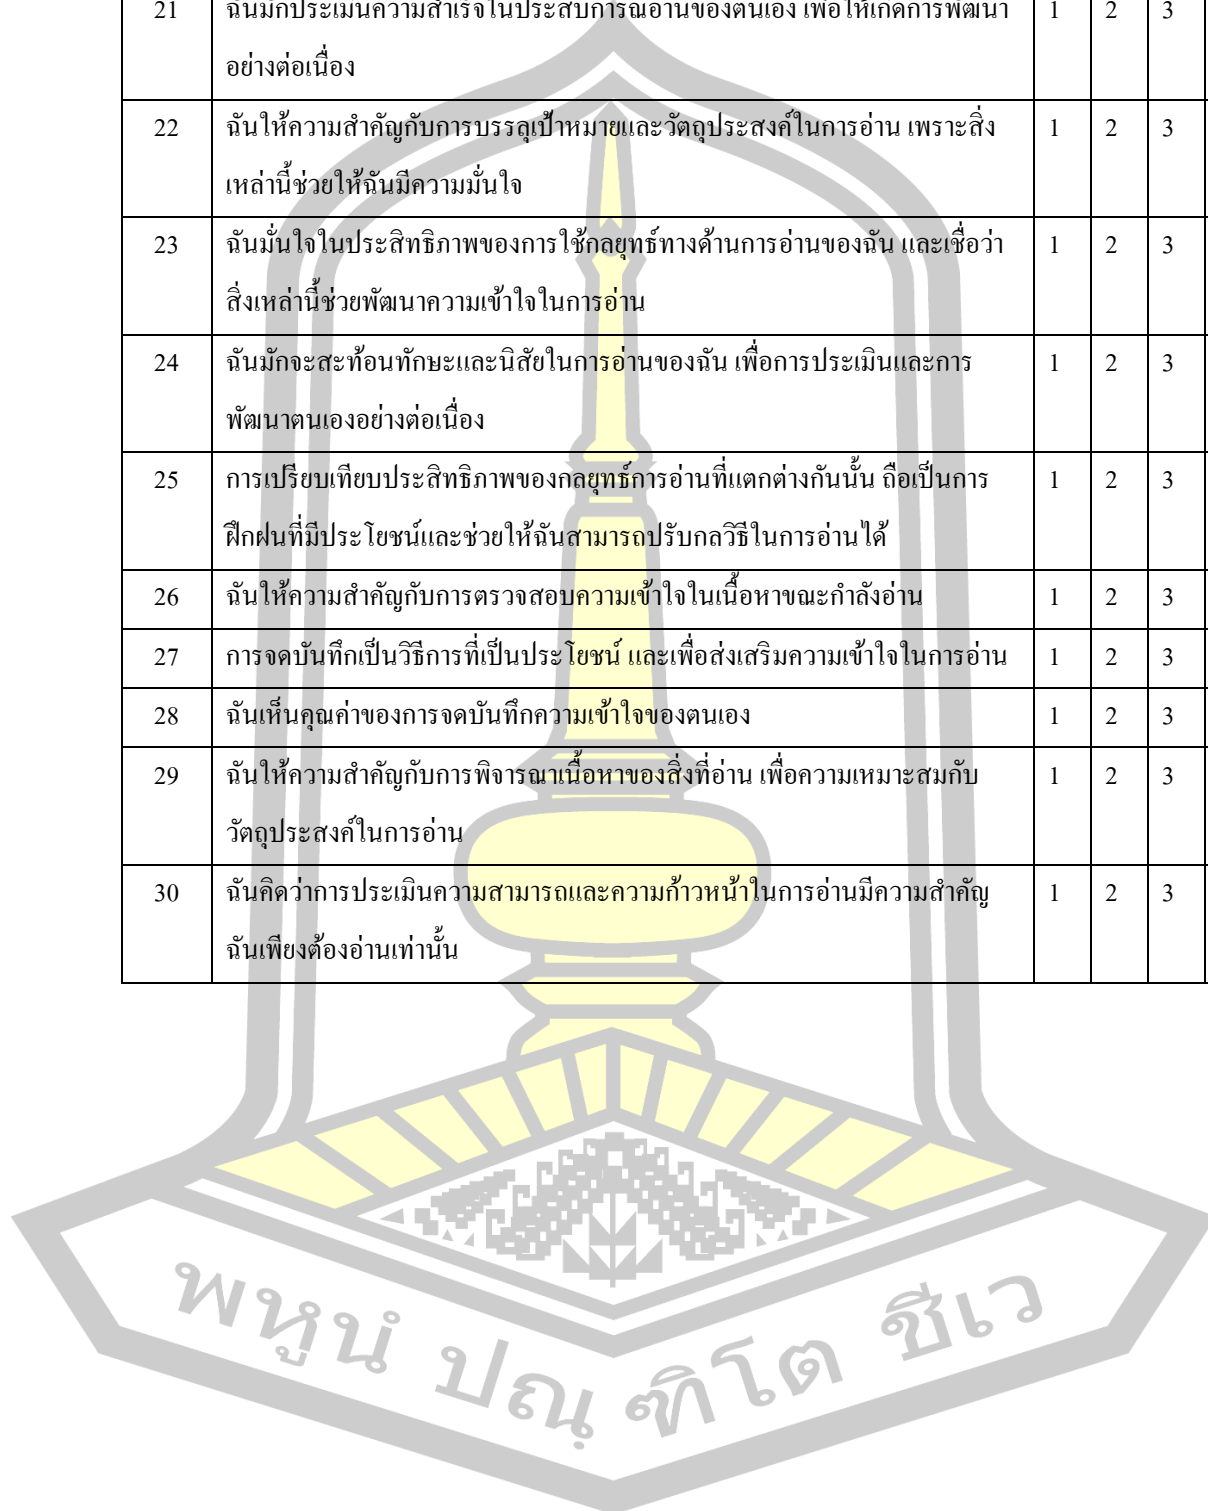 21 ฉันมักประเมินความสำเร็จในประสบการณ์อ่านของตนเอง เพื่อให้เกิดการพัฒนา 1 2 3
อย่างต่อเนื่อง
22 ฉันให้ความสำคัญกับการบรรลุเป้าหมายและวัตถุประสงค์ในการอ่าน เพราะสิ่ง 1 2 3
เหล่านี้ช่วยให้ฉันมีความมั่นใจ
23 ฉันมั่นใจในประสิทธิภาพของการใช้กลยุทธ์ทางด้านการอ่านของฉัน และเชื่อว่า 1 2 3
สิ่งเหล่านี้ช่วยพัฒนาความเข้าใจในการอ่าน
24 ฉันมักจะสะท้อนทักษะและนิสัยในการอ่านของฉัน เพื่อการประเมินและการ 1 2 3
พัฒนาตนเองอย่างต่อเนื่อง
25 การเปรียบเทียบประสิทธิภาพของกลยุทธ์การอ่านที่แตกต่างกันนั้น ถือเป็นการ 1 2 3
ฝึกฝนที่มีประโยชน์และช่วยให้ฉันสามารถปรับกลวิธีในการอ่านได้
26 ฉันให้ความสำคัญกับการตรวจสอบความเข้าใจในเนื้อหาขณะกำลังอ่าน 1 2 3
27 การจดบันทึกเป็นวิธีการที่เป็นประโยชน์ และเพื่อส่งเสริมความเข้าใจในการอ่าน 1 2 3
28 ฉันเห็นคุณค่าของการจดบันทึกความเข้าใจของตนเอง 1 2 3
29 ฉันให้ความสำคัญกับการพิจารณาเนื้อหาของสิ่งที่อ่าน เพื่อความเหมาะสมกับ 1 2 3
วัตถุประสงค์ในการอ่าน
30 ฉันคิดว่าการประเมินความสามารถและความก้าวหน้าในการอ่านมีความสำคัญ 1 2 3
ฉันเพียงต้องอ่านเท่านั้น
พหูนํ ปณฺ ฑิโต ชีเว